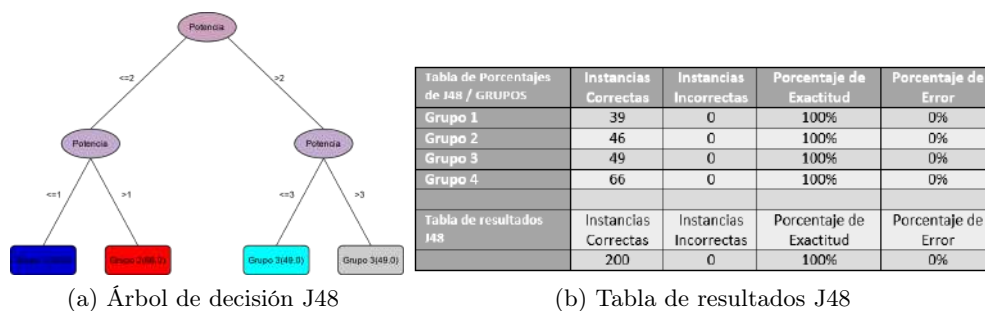 Potencia
<=2
>2
Potencia
Potencia
<=1
>1
<=3
>3
Grupo
Grupo 2(66.0)
Grupo 3(49.0)
Grupo 3(49.0)
(a) Árbol de decisión J48
Tabla de Porcentajes de J48 / GRUPOS Instancias Correctas Instancias Incorrectas Porcentaje de Exactitud Porcentaje de Error
Grupo 1 39 0 100% 0%
Grupo 2 46 0 100% 0%
Grupo 3 49 0 100% 0%
Grupo 4 66 0 100% 0%
Tabla de resultados J48 Instancias Correctas Instancias Incorrectas Porcentaje de Exactitud Porcentaje de Error
200 0 100% 0%
(b) Tabla de resultados J48